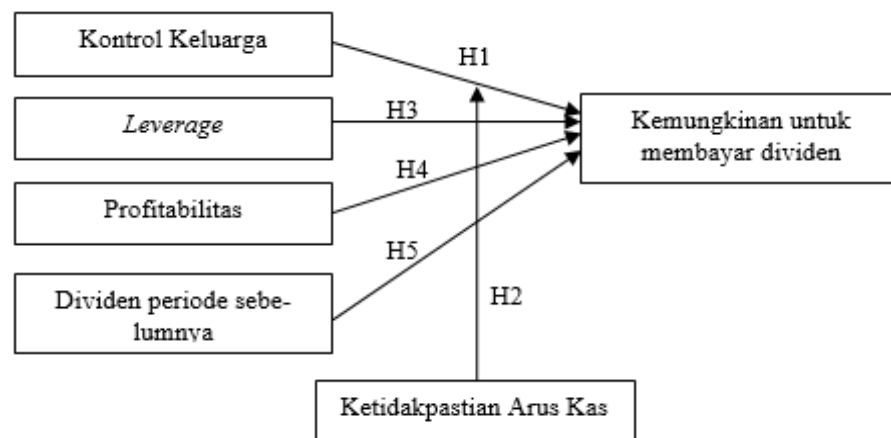 Kontrol Keluarga
H1
Leverage
H3
Kemungkinan untuk
membayar dividen
Profitabilitas
H4
H5
Dividen periode sebe-
lumnya
H2
Ketidakpastian Arus Kas